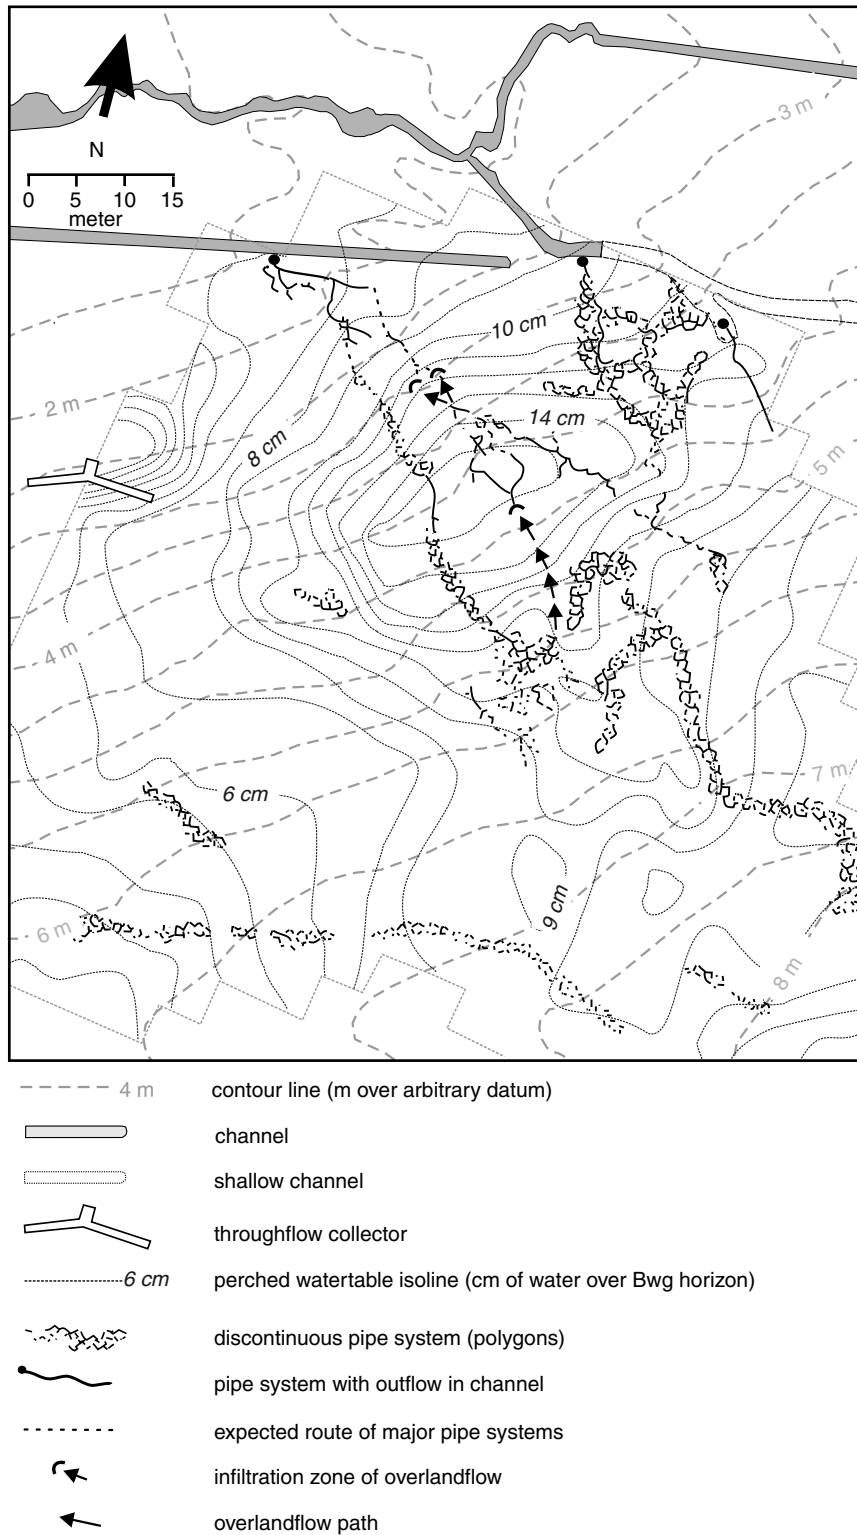 3 m
N
0 5 10 15
meter
10 cm
2 m
14 cm
8 cm
5 m
4 m
7 m
6 cm
9 cm
6 m
8 m
4 m contour line (m over arbitrary datum)
channel
shallow channel
throughflow collector
6 cm perched watertable isoline (cm of water over Bwg horizon)
discontinuous pipe system (polygons)
pipe system with outflow in channel
expected route of major pipe systems
infiltration zone of overlandflow
overlandflow path